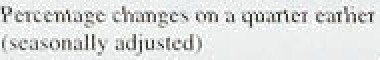 Percentage changes on a quarter earlier
(seasonally adjusted)